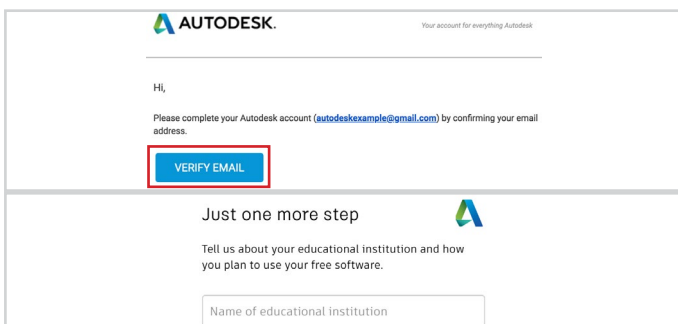 AUTODESK.
Your account for everything Autodesk
Hi,
Please complete your Autodesk account (autodeskexample@gmail.com) by confirming your email
address.
VERIFY EMAIL
Just one more step
Tell us about your educational institution and how
you plan to use your free software.
Name of educational institution